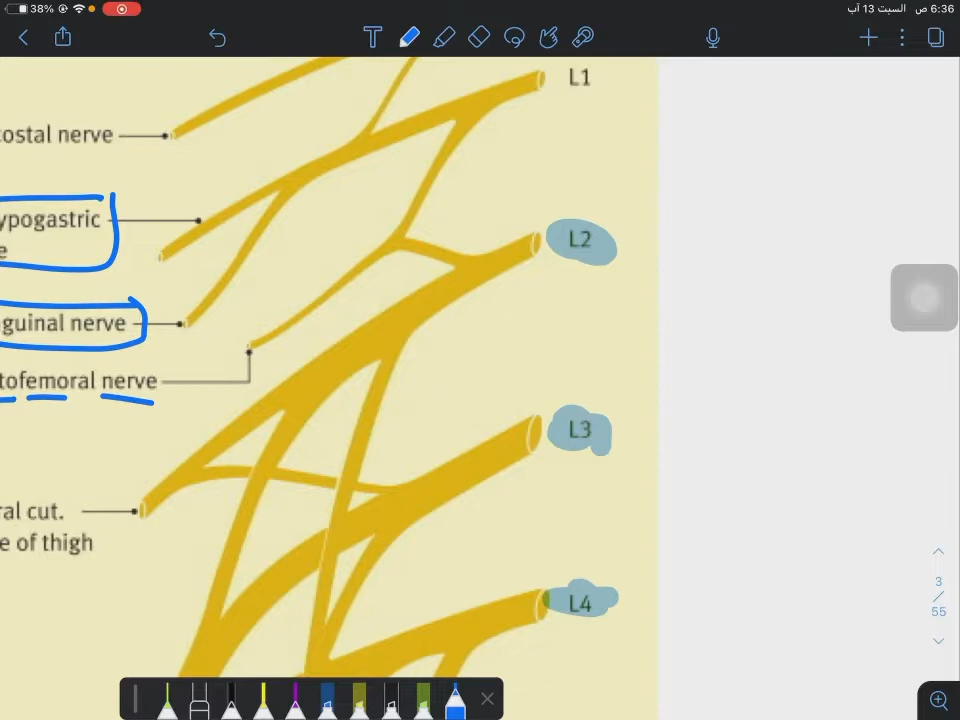 38%
6:36 ص السبت 13 آب
T
L1
costal nerve
ypogastric
e
L2
guinal nerve
tofemoral nerve
L3
ral cut.
e of thigh
L4
3
/
55